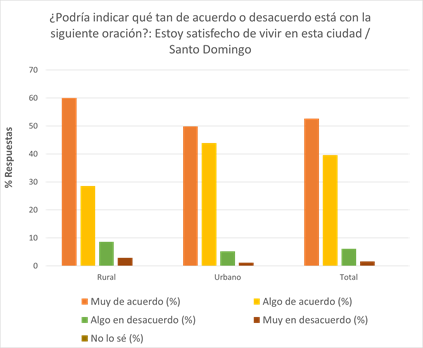 ¿Podría indicar qué tan de acuerdo o desacuerdo está con la
siguiente oración?: Estoy satisfecho de vivir en esta ciudad /
Santo Domingo
% Respuestas
70
60
50
40
30
20
10
0
Rural
Urbano
Total
Muy de acuerdo (%)
Algo de acuerdo (%)
Algo en desacuerdo (%)
Muy en desacuerdo (%)
No lo sé (%)